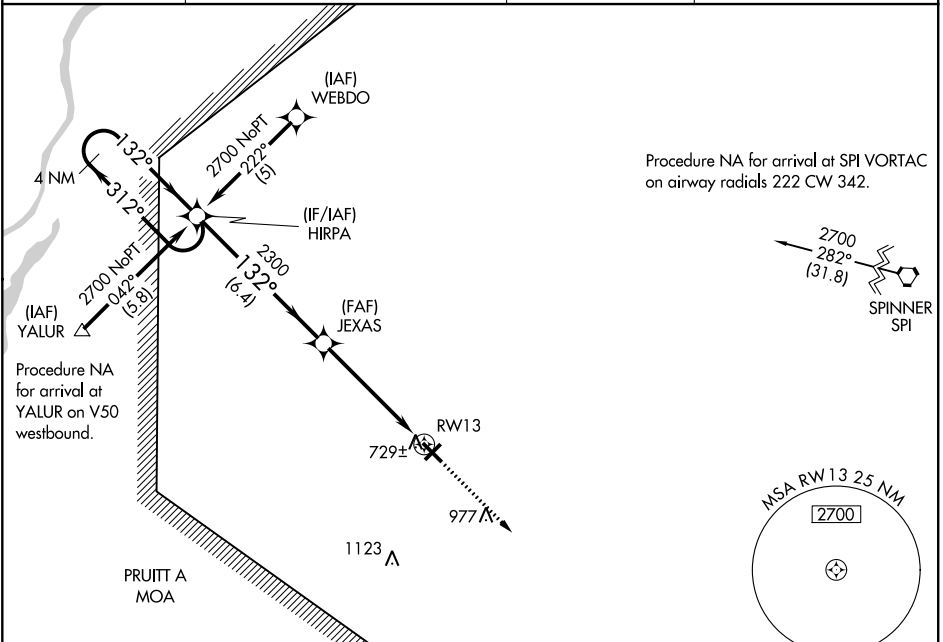 (IAF)
WEBDO
132°
2700 NoPT
222°
(5)
4 NM
312°
(IF/IAF)
HIRPA
Procedure NA for arrival at SPI VORTAC
on airway radials 222 CW 342.
2700 NoPT
042°
(5.8)
2300
132°
(6.4)
2700
282°
(31.8)
SPINNER
SPI
(IAF)
YALUR
(FAF)
JEXAS
Procedure NA
for arrival at
YALUR on V50
westbound.
RW13
729±
977
1123
MSA RW13 25 NM
2700
PRUITT A
MOA